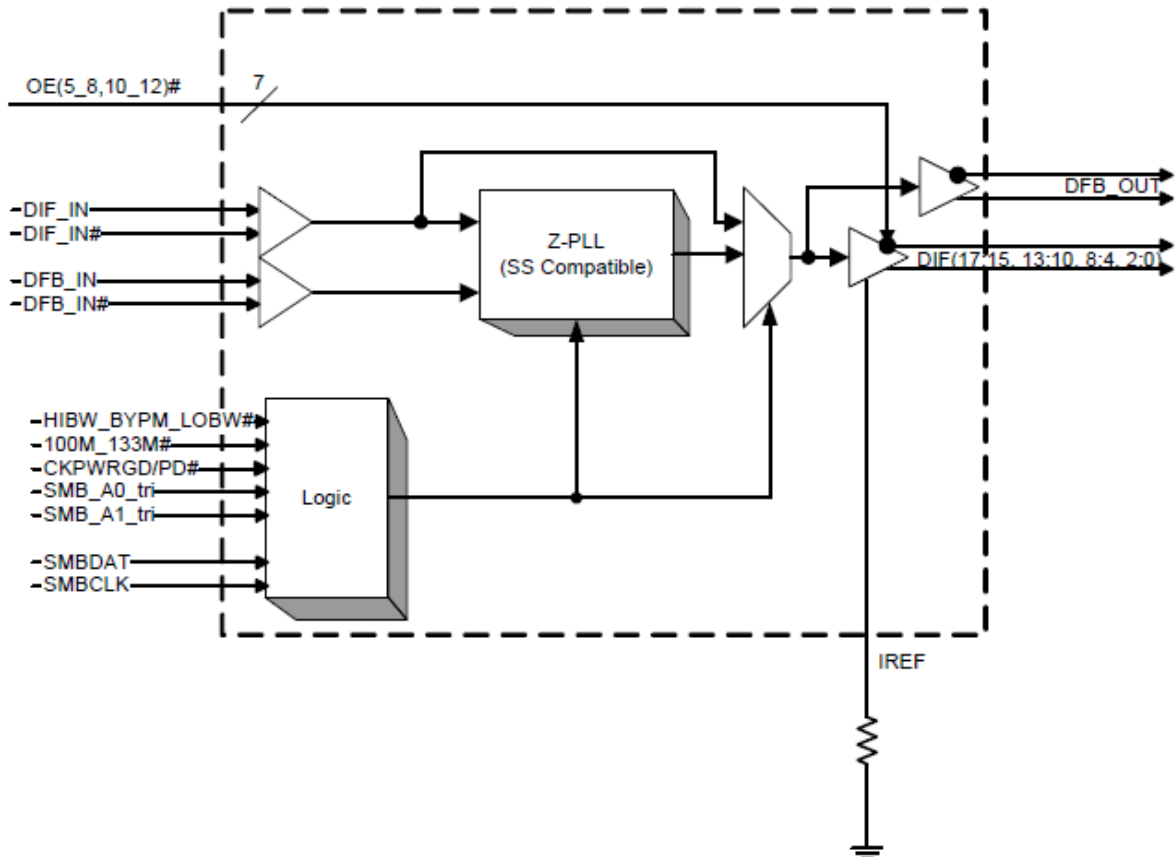 OE(5_8,10_12)#
7
DIF_IN
DIF_IN#
DFB_IN
DFB_IN#
Z-PLL
(SS Compatible)
DFB_OUT
DIF(17:15, 13:10, 8:4, 2:0)
HIBW_BYPM_LOBW#
100M_133M#
CKPWRGD/PD#
SMB_A0_tri
SMB_A1_tri
SMBDAT
SMBCLK
Logic
IREF